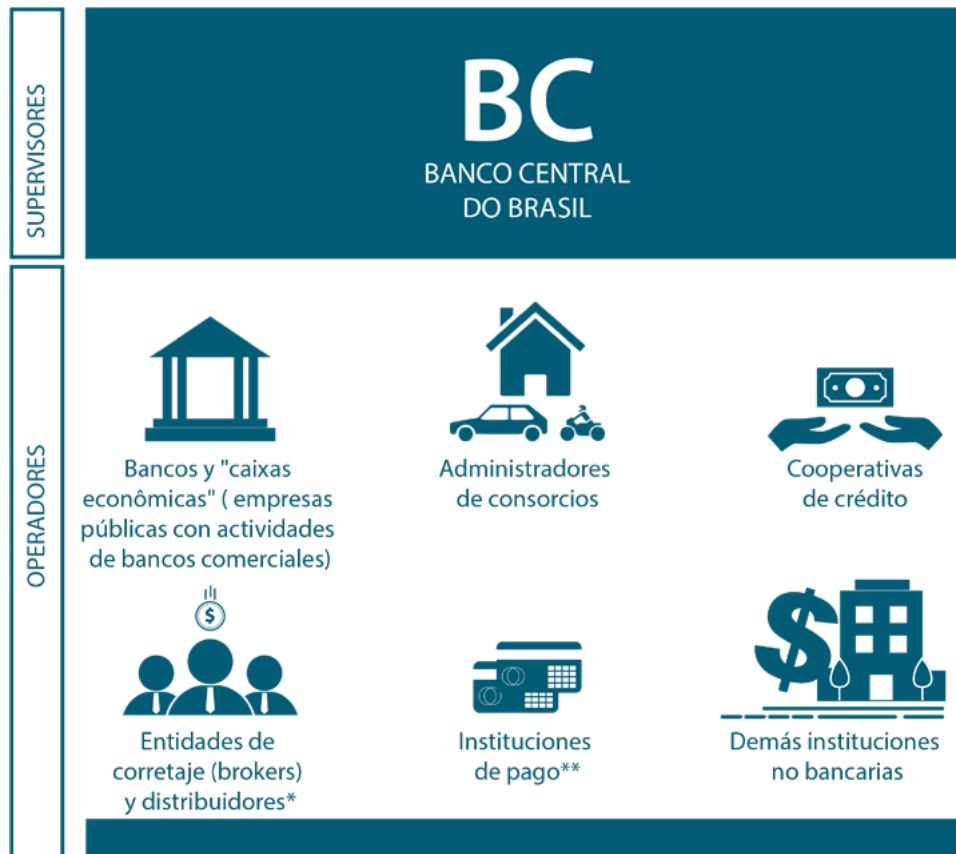 SUPERVISORES
BC
BANCO CENTRAL
DO BRASIL
OPERADORES
Bancos y "caixas
econômicas" ( empresas
públicas con actividades
de bancos comerciales)
Administradores
de consorcios
Cooperativas
de crédito
$
Entidades de
corretaje (brokers)
y distribuidores*
Instituciones
de pago**
$
Demás instituciones
no bancarias